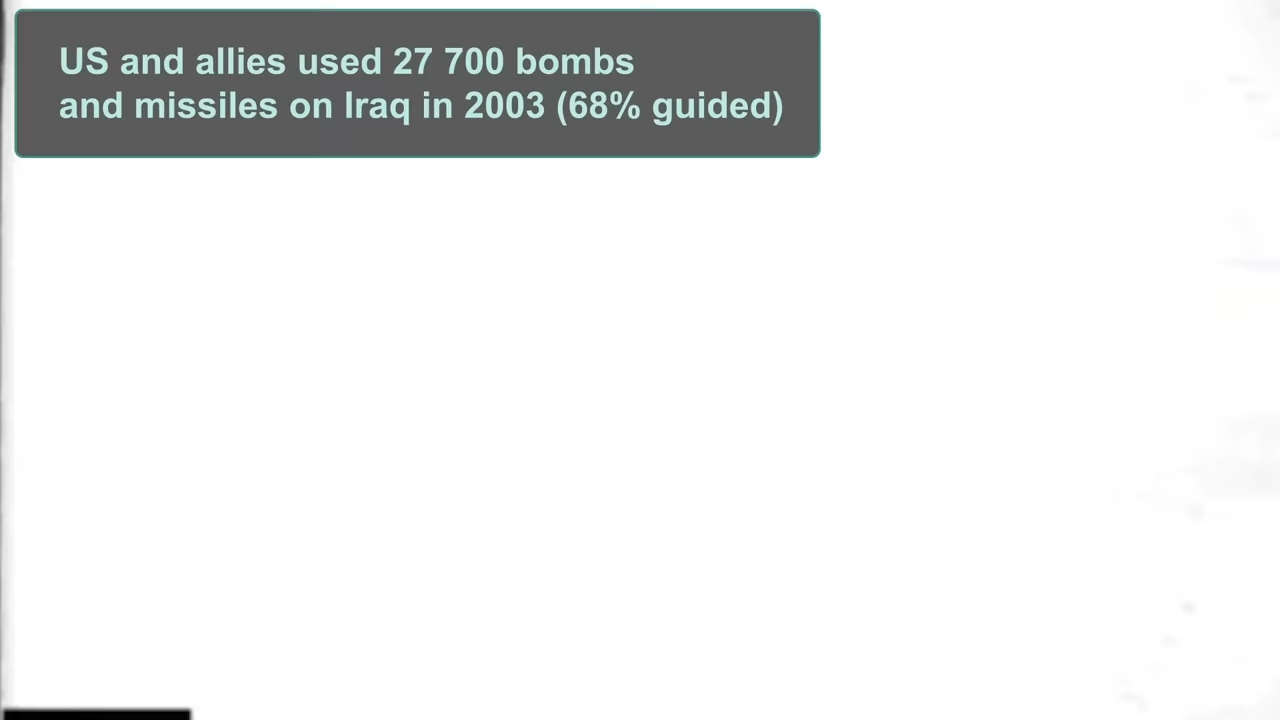 US and allies used 27 700 bombs
and missiles on Iraq in 2003 (68% guided)